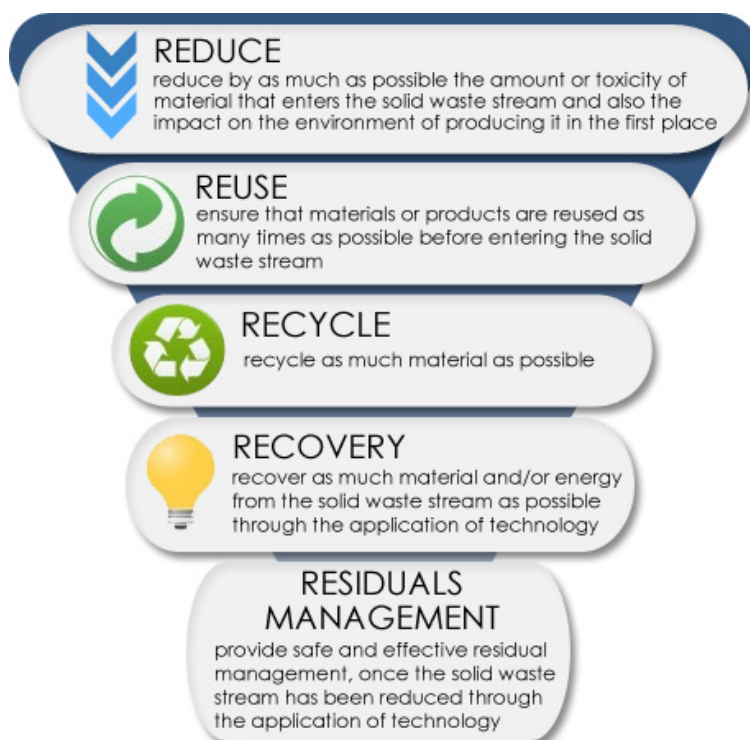 REDUCE
reduce by as much as possible the amount or toxicity of
material that enters the solid waste stream and also the
impact on the environment of producing it in the first place
REUSE
ensure that materials or products are reused as
many times as possible before entering the solid
waste stream
RECYCLE
recycle as much material as possible
RECOVERY
recover as much material and/or energy
from the solid waste stream as possible
through the application of technology
RESIDUALS
MANAGEMENT
provide safe and effective residual
management, once the solid waste
stream has been reduced through
the application of technology